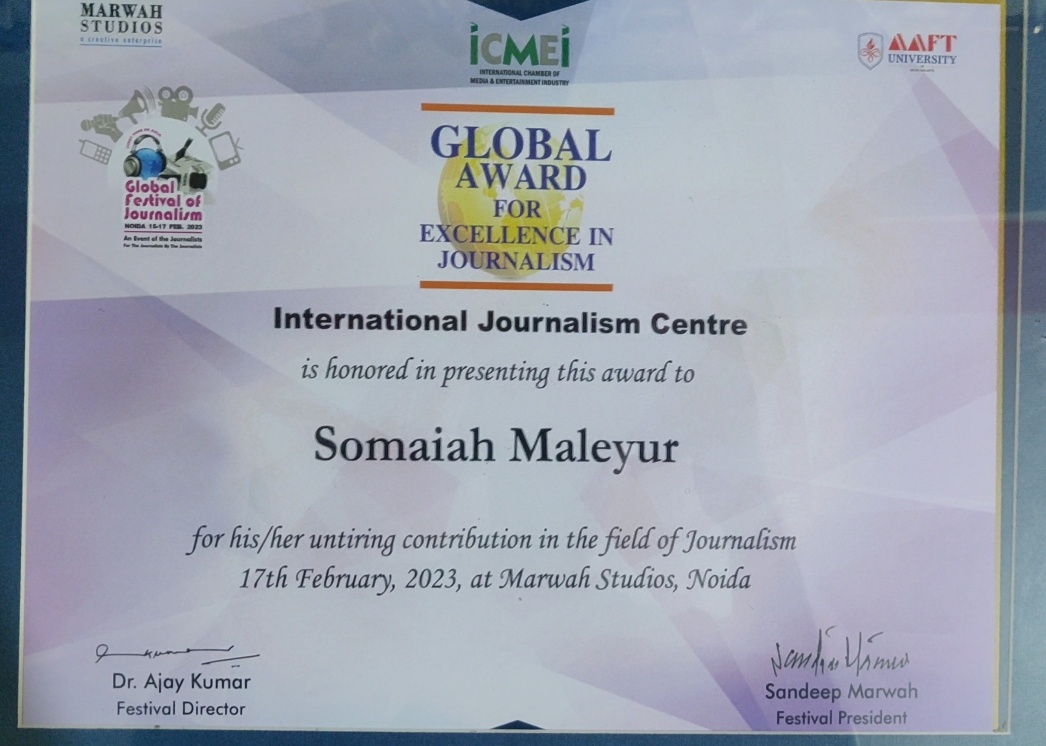 MARWAH
STUDIOS
a creative enterprise
iCMEi
INTERNATIONAL CHAMBER OF
MEDIA & ENTERTAINMENT INDUSTRY
AAFT
UNIVERSITY
Global
Festival of
Journalism
NOIDA 15-17 FEB. 2023
An Event of the Journalists
For The Journalism By The Journalists
GLOBAL
AWARD
FOR
EXCELLENCE IN
JOURNALISM
International Journalism Centre
is honored in presenting this award to
Somaiah Maleyur
for his/her untiring contribution in the field of Journalism
17th February, 2023, at Marwah Studios, Noida
Dr. Ajay Kumar
Festival Director
Sandeep Marwah
Festival President